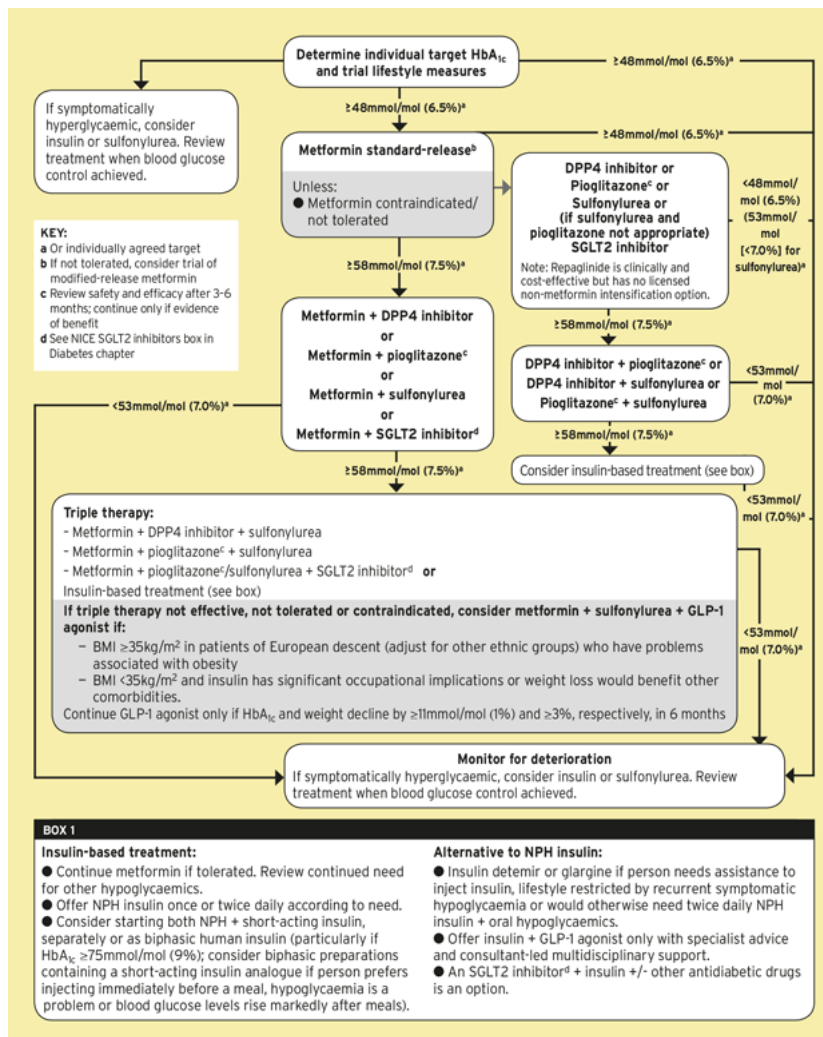 Determine individual target HbA1c
and trial lifestyle measures
≥48mmol/mol (6.5%)ᵃ
≥48mmol/mol (6.5%)ᵃ
If symptomatically
hyperglycaemic, consider
insulin or sulfonylurea. Review
treatment when blood glucose
control achieved.
Metformin standard-releaseᵇ
Unless:
● Metformin contraindicated/
not tolerated
≥48mmol/mol (6.5%)ᵃ
DPP4 inhibitor or
Pioglitazoneᶜ or
Sulfonylurea or
(if sulfonylurea and
pioglitazone not appropriate)
SGLT2 inhibitor
Note: Repaglinide is clinically and
cost-effective but has no licensed
non-metformin intensification option.
<48mmol/
mol (6.5%)
(53mmol/
mol
[<7.0%] for
sulfonylurea)ᵃ
KEY:
a Or individually agreed target
b If not tolerated, consider trial of
modified-release metformin
c Review safety and efficacy after 3-6
months; continue only if evidence
of benefit
d See NICE SGLT2 inhibitors box in
Diabetes chapter
≥58mmol/mol (7.5%)ᵃ
Metformin + DPP4 inhibitor
or
Metformin + pioglitazoneᶜ
or
Metformin + sulfonylurea
or
Metformin + SGLT2 inhibitorᵈ
≥58mmol/mol (7.5%)ᵃ
DPP4 inhibitor + pioglitazoneᶜ or
DPP4 inhibitor + sulfonylurea or
Pioglitazoneᶜ + sulfonylurea
<53mmol/
mol
(7.0%)ᵃ
<53mmol/mol (7.0%)ᵃ
≥58mmol/mol (7.5%)ᵃ
Consider insulin-based treatment (see box)
<53mmol/
mol (7.0%)ᵃ
≥58mmol/mol (7.5%)ᵃ
Triple therapy:
– Metformin + DPP4 inhibitor + sulfonylurea
– Metformin + pioglitazoneᶜ + sulfonylurea
– Metformin + pioglitazoneᶜ/sulfonylurea + SGLT2 inhibitorᵈ or
Insulin-based treatment (see box)
If triple therapy not effective, not tolerated or contraindicated, consider metformin + sulfonylurea + GLP-1
agonist if:
– BMI ≥35kg/m² in patients of European descent (adjust for other ethnic groups) who have problems
associated with obesity
– BMI <35kg/m² and insulin has significant occupational implications or weight loss would benefit other
comorbidities.
Continue GLP-1 agonist only if HbA1c and weight decline by ≥11mmol/mol (1%) and ≥3%, respectively, in 6 months
<53mmol/
mol (7.0%)ᵃ
Monitor for deterioration
If symptomatically hyperglycaemic, consider insulin or sulfonylurea. Review
treatment when blood glucose control achieved.
BOX 1
Insulin-based treatment:
● Continue metformin if tolerated. Review continued need
for other hypoglycaemics.
● Offer NPH insulin once or twice daily according to need.
● Consider starting both NPH + short-acting insulin,
separately or as biphasic human insulin (particularly if
HbA1c ≥75mmol/mol (9%); consider biphasic preparations
containing a short-acting insulin analogue if person prefers
injecting immediately before a meal, hypoglycaemia is a
problem or blood glucose levels rise markedly after meals).
Alternative to NPH insulin:
● Insulin detemir or glargine if person needs assistance to
inject insulin, lifestyle restricted by recurrent symptomatic
hypoglycaemia or would otherwise need twice daily NPH
insulin + oral hypoglycaemics.
● Offer insulin + GLP-1 agonist only with specialist advice
and consultant-led multidisciplinary support.
● An SGLT2 inhibitorᵈ + insulin +/- other antidiabetic drugs
is an option.